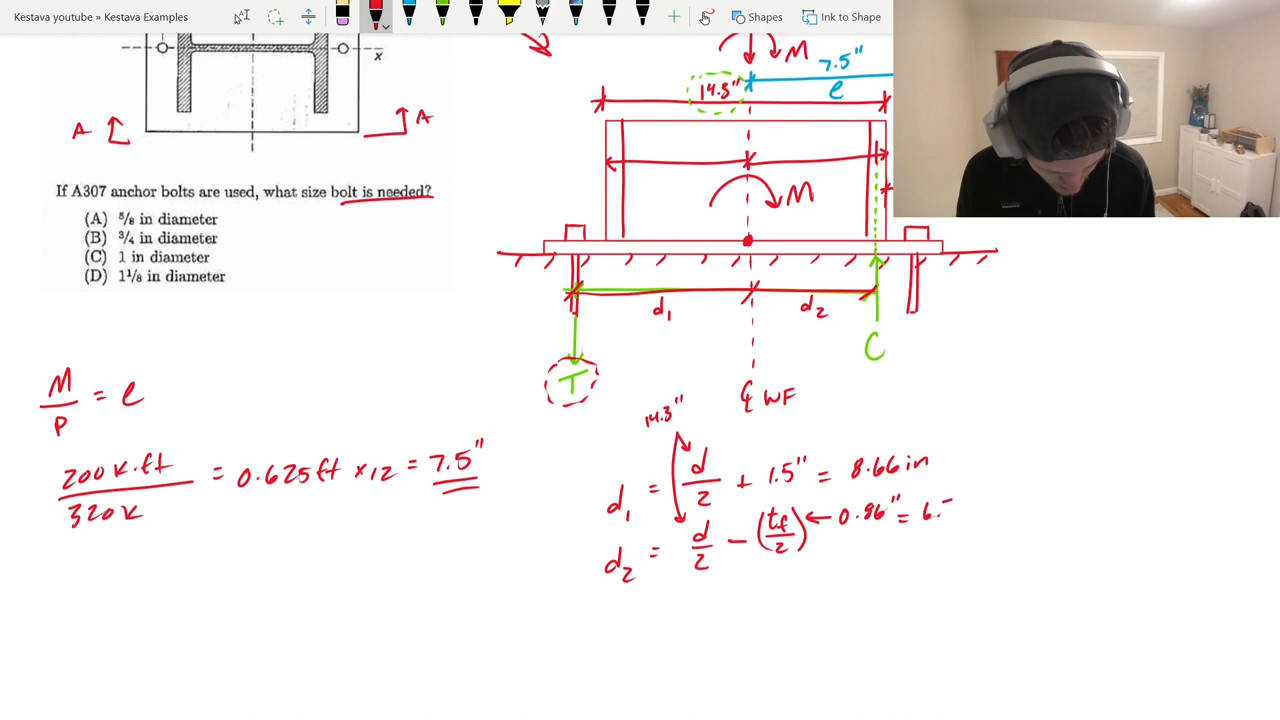 Kestava youtube > Kestava Examples
Shapes
Ink to Shape
x
A
A
If A307 anchor bolts are used, what size bolt is needed?
(A) 5/8 in diameter
(B) 3/4 in diameter
(C) 1 in diameter
(D) 1 1/8 in diameter
M
7.5"
14.3"
e
M
d1
d2
T
C
℄ WF
M/P = e
200 k·ft / 320 k = 0.625 ft × 12 = 7.5"
14.3"
d1 = d/2 + 1.5" = 8.66 in
d2 = d/2 - (tf/2) ← 0.86" = 6.